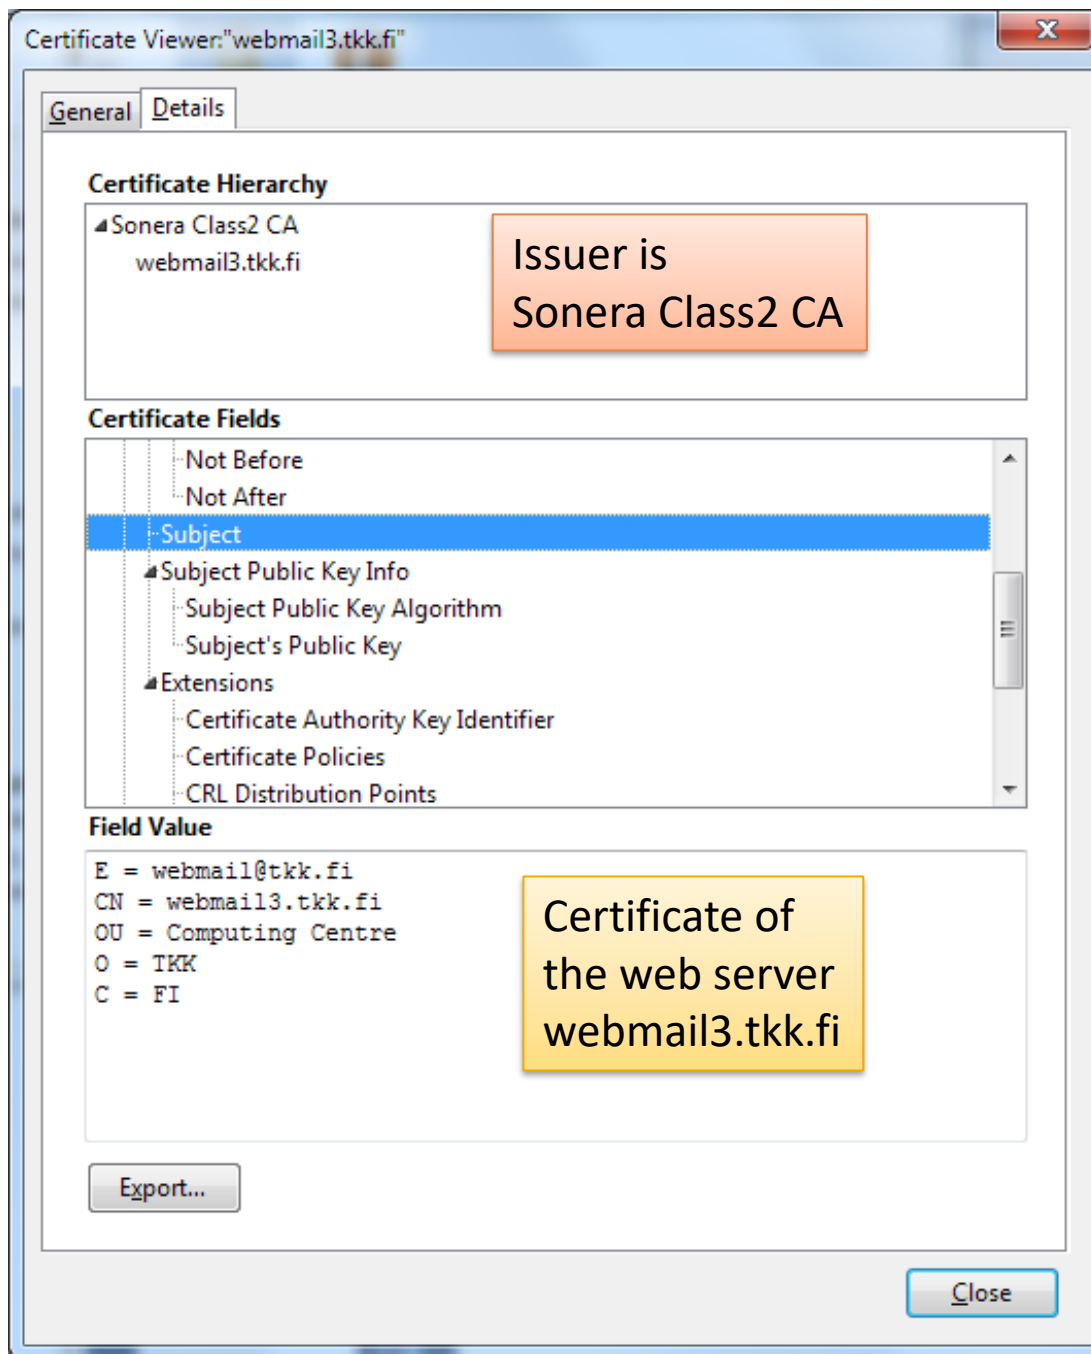 Certificate Viewer:"webmail3.tkk.fi"
General Details
Certificate Hierarchy
Sonera Class2 CA
webmail3.tkk.fi
Issuer is
Sonera Class2 CA
Certificate Fields
Not Before
Not After
Subject
Subject Public Key Info
Subject Public Key Algorithm
Subject's Public Key
Extensions
Certificate Authority Key Identifier
Certificate Policies
CRL Distribution Points
Field Value
E = webmail@tkk.fi
CN = webmail3.tkk.fi
OU = Computing Centre
O = TKK
C = FI
Certificate of
the web server
webmail3.tkk.fi
Export...
Close